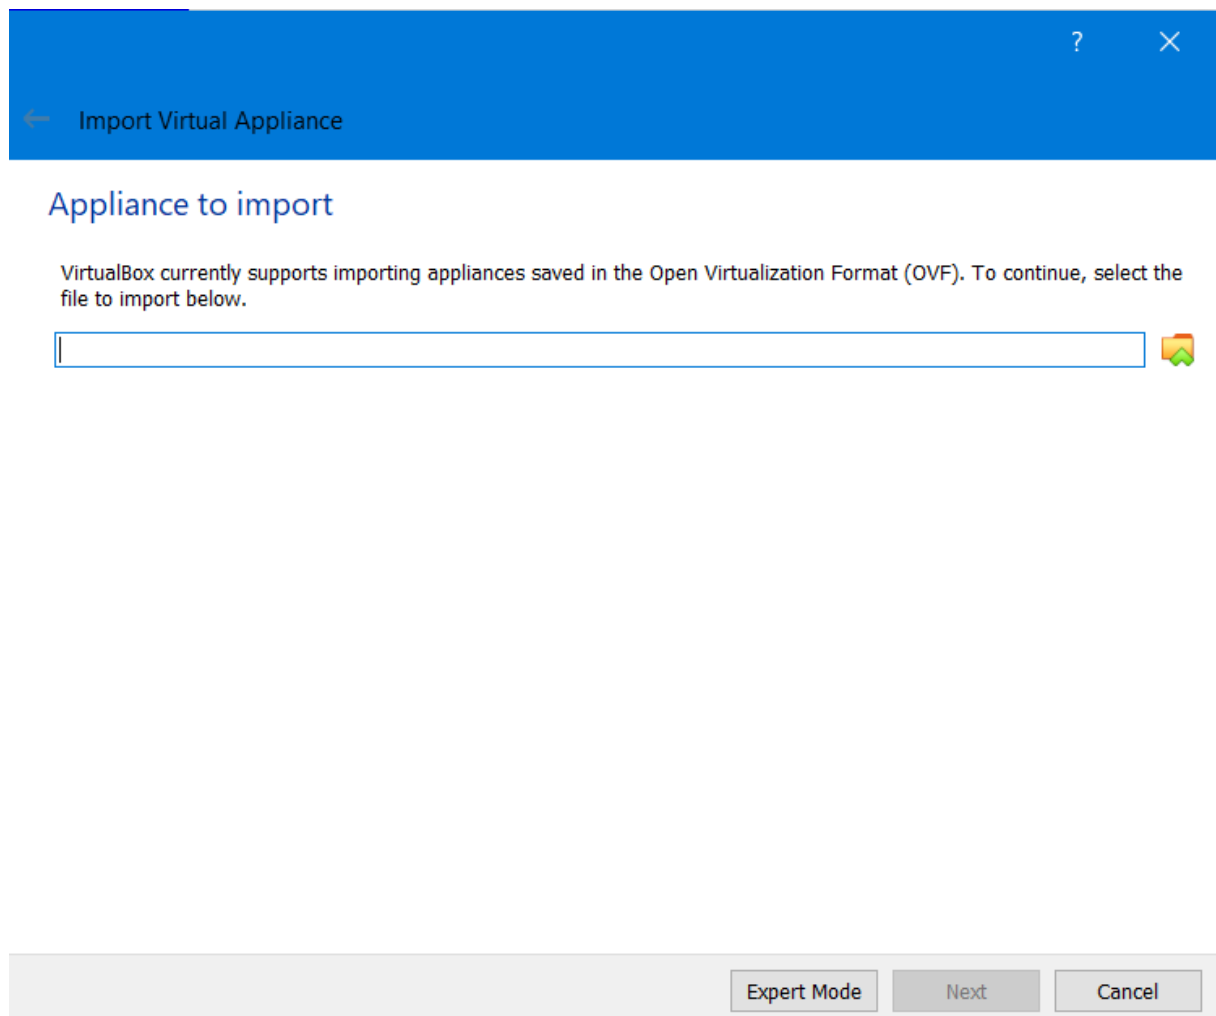 ?
Import Virtual Appliance
Appliance to import
VirtualBox currently supports importing appliances saved in the Open Virtualization Format (OVF). To continue, select the
file to import below.
Expert Mode Next Cancel